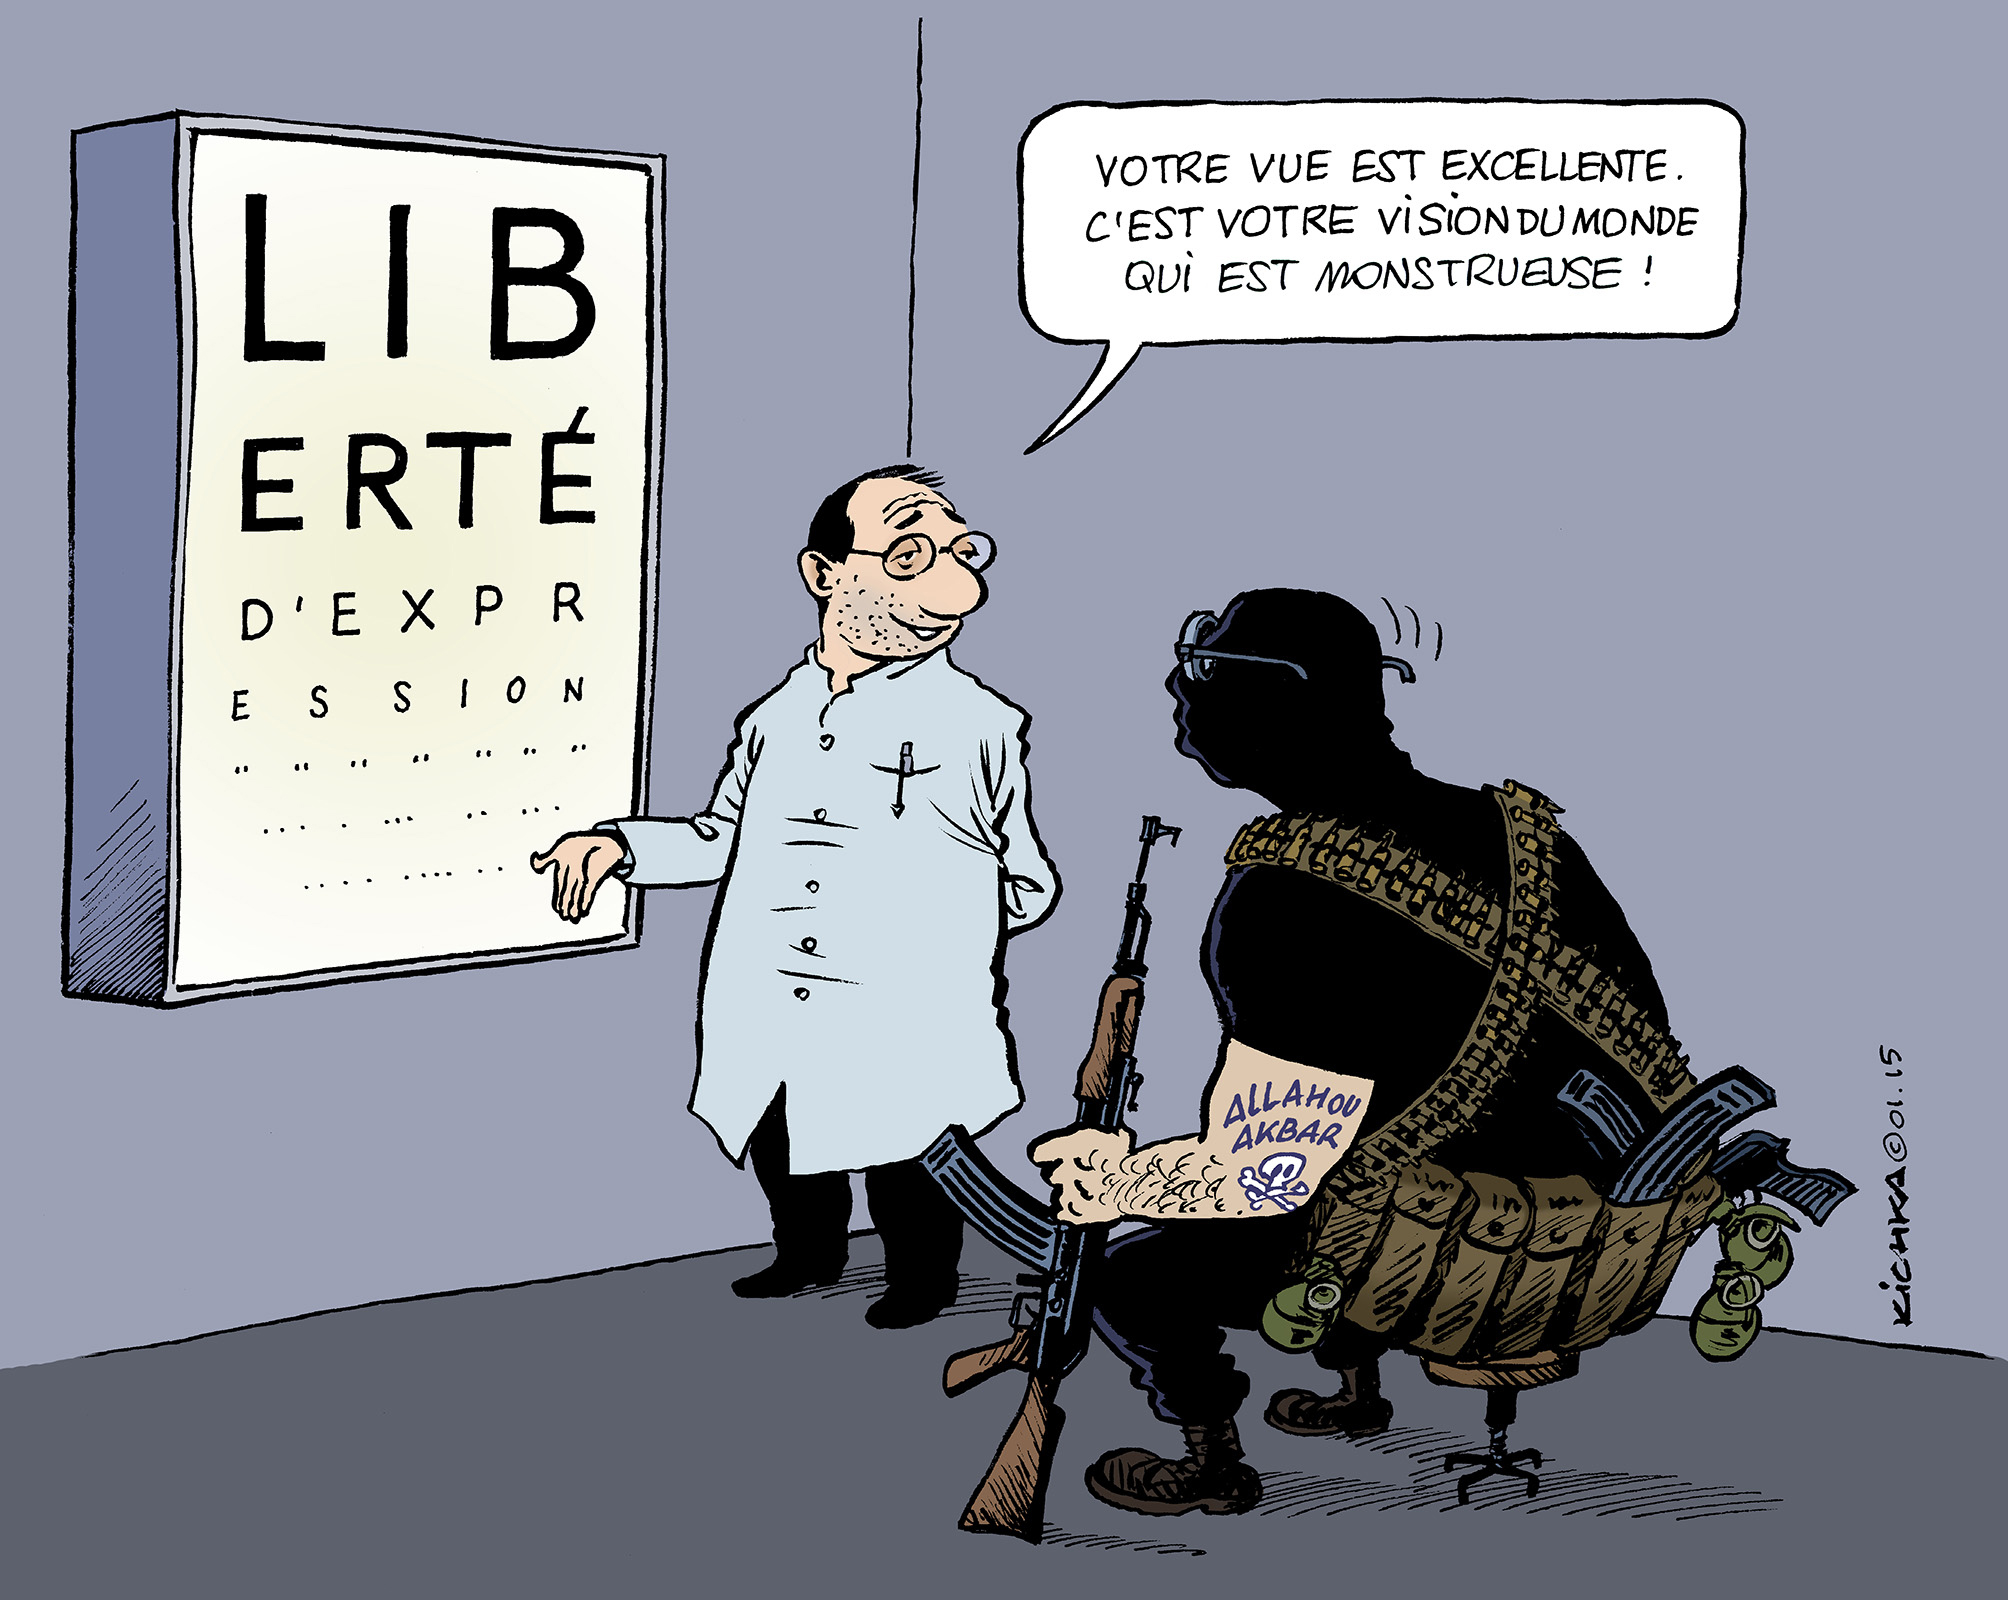 LIB
ERTÉ
D'EXPR
ESSION
VOTRE VUE EST EXCELLENTE.
C'EST VOTRE VISION DU MONDE
QUI EST MONSTRUEUSE !
ALLAHOU
AKBAR
KICHKA © 01.15